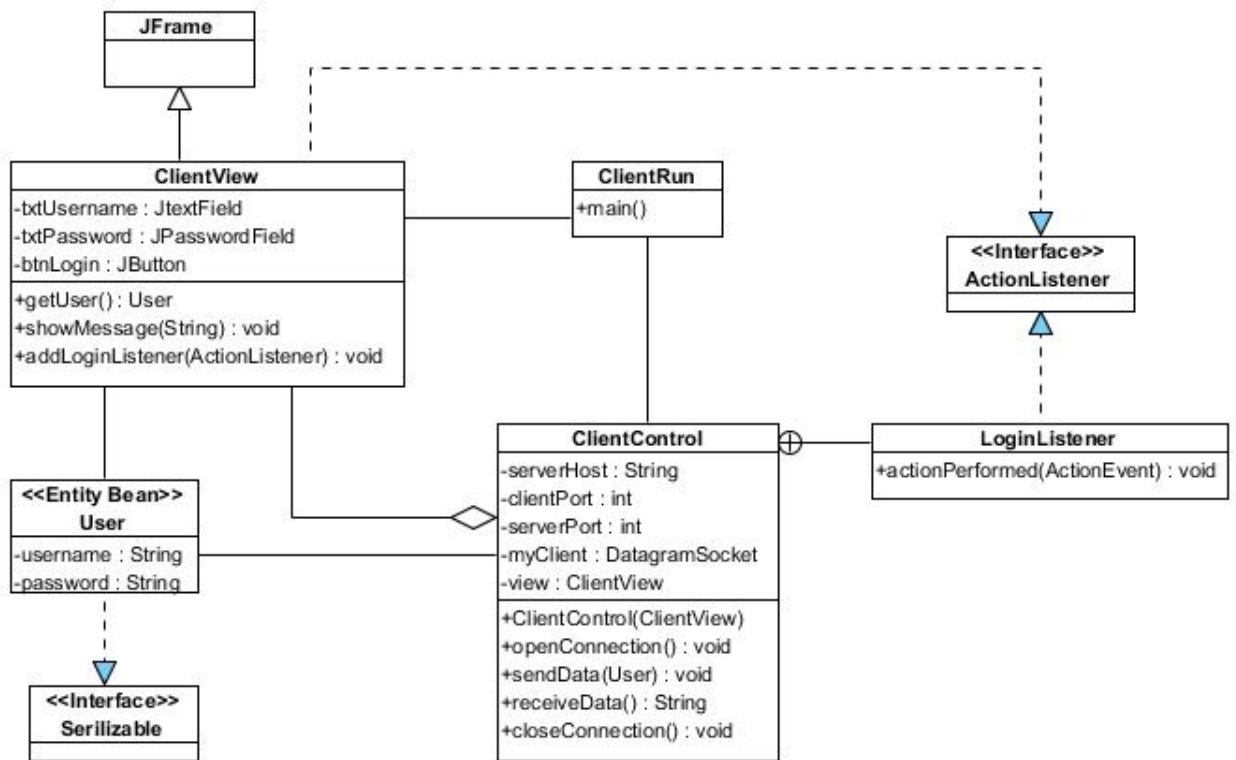 JFrame
ClientView
-txtUsername : JtextField
-txtPassword : JPasswordField
-btnLogin : JButton
+getUser() : User
+showMessage(String) : void
+addLoginListener(ActionListener) : void
ClientRun
+main()
<<Interface>>
ActionListener
<<Entity Bean>>
User
-username : String
-password : String
ClientControl
-serverHost : String
-clientPort : int
-serverPort : int
-myClient : DatagramSocket
-view : ClientView
+ClientControl(ClientView)
+openConnection() : void
+sendData(User) : void
+receiveData() : String
+closeConnection() : void
LoginListener
+actionPerformed(ActionEvent) : void
<<Interface>>
Serilizable